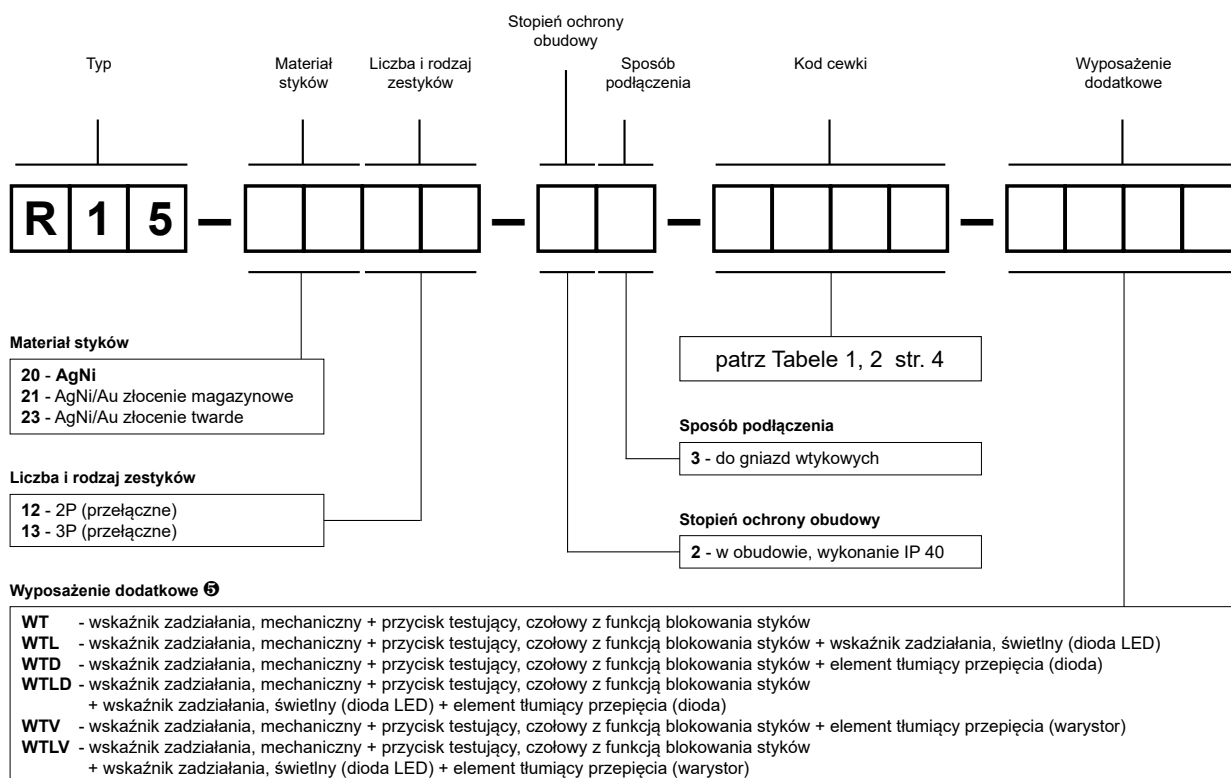 Stopień ochrony
obudowy
Typ
Materiał
styków
Liczba i rodzaj
zestyków
Sposób
podłączenia
Kod cewki
Wyposażenie
dodatkowe
R 1 5 – – – –
Materiał styków
20 - AgNi
21 - AgNi/Au złocenie magazynowe
23 - AgNi/Au złocenie twarde
patrz Tabele 1, 2 str. 4
Sposób podłączenia
3 - do gniazd wtykowych
Liczba i rodzaj zestyków
12 - 2P (przełączne)
13 - 3P (przełączne)
Stopień ochrony obudowy
2 - w obudowie, wykonanie IP 40
Wyposażenie dodatkowe ❺
WT - wskaźnik zadziałania, mechaniczny + przycisk testujący, czołowy z funkcją blokowania styków
WTL - wskaźnik zadziałania, mechaniczny + przycisk testujący, czołowy z funkcją blokowania styków + wskaźnik zadziałania, świetlny (dioda LED)
WTD - wskaźnik zadziałania, mechaniczny + przycisk testujący, czołowy z funkcją blokowania styków + element tłumiący przepięcia (dioda)
WTLD - wskaźnik zadziałania, mechaniczny + przycisk testujący, czołowy z funkcją blokowania styków
+ wskaźnik zadziałania, świetlny (dioda LED) + element tłumiący przepięcia (dioda)
WTV - wskaźnik zadziałania, mechaniczny + przycisk testujący, czołowy z funkcją blokowania styków + element tłumiący przepięcia (warystor)
WTLV - wskaźnik zadziałania, mechaniczny + przycisk testujący, czołowy z funkcją blokowania styków
+ wskaźnik zadziałania, świetlny (dioda LED) + element tłumiący przepięcia (warystor)